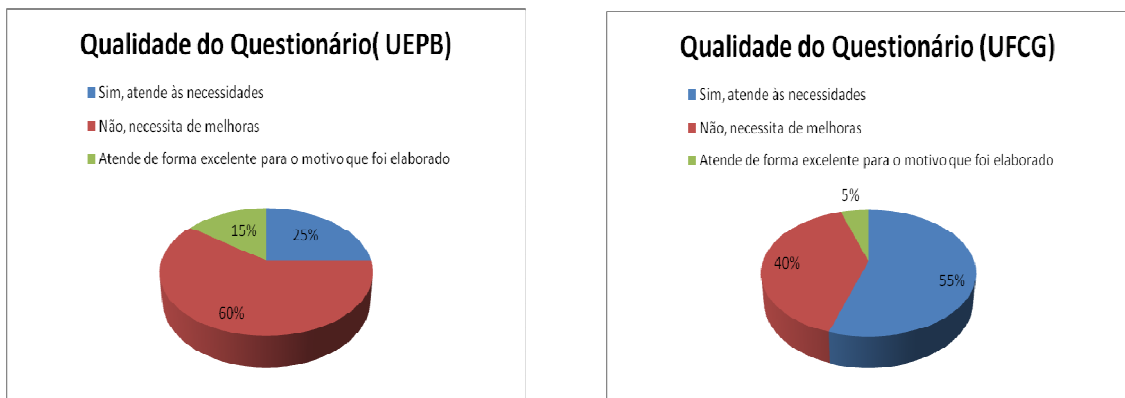 Qualidade do Questionário( UEPB)
Sim, atende às necessidades
Não, necessita de melhoras
Atende de forma excelente para o motivo que foi elaborado
15%
25%
60%
Qualidade do Questionário (UFCG)
Sim, atende às necessidades
Não, necessita de melhoras
Atende de forma excelente para o motivo que foi elaborado
5%
40%
55%